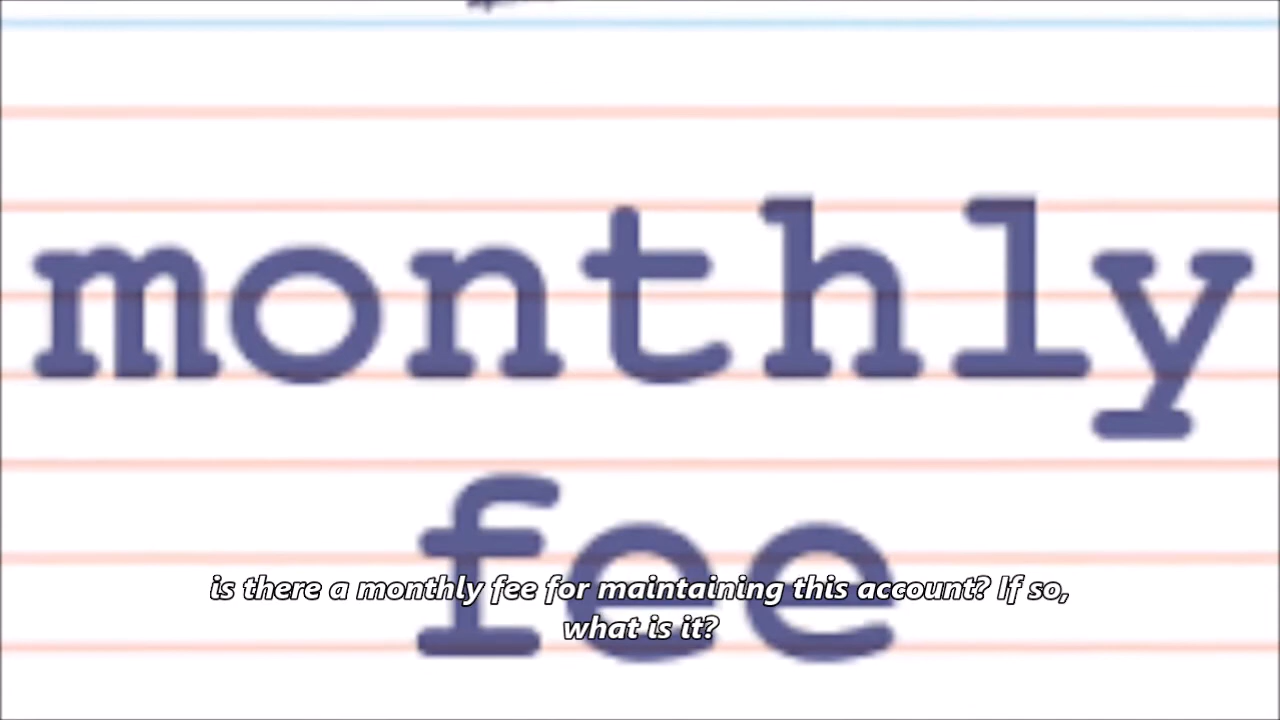 monthly
fee
is there a monthly fee for maintaining this account? If so,
what is it?